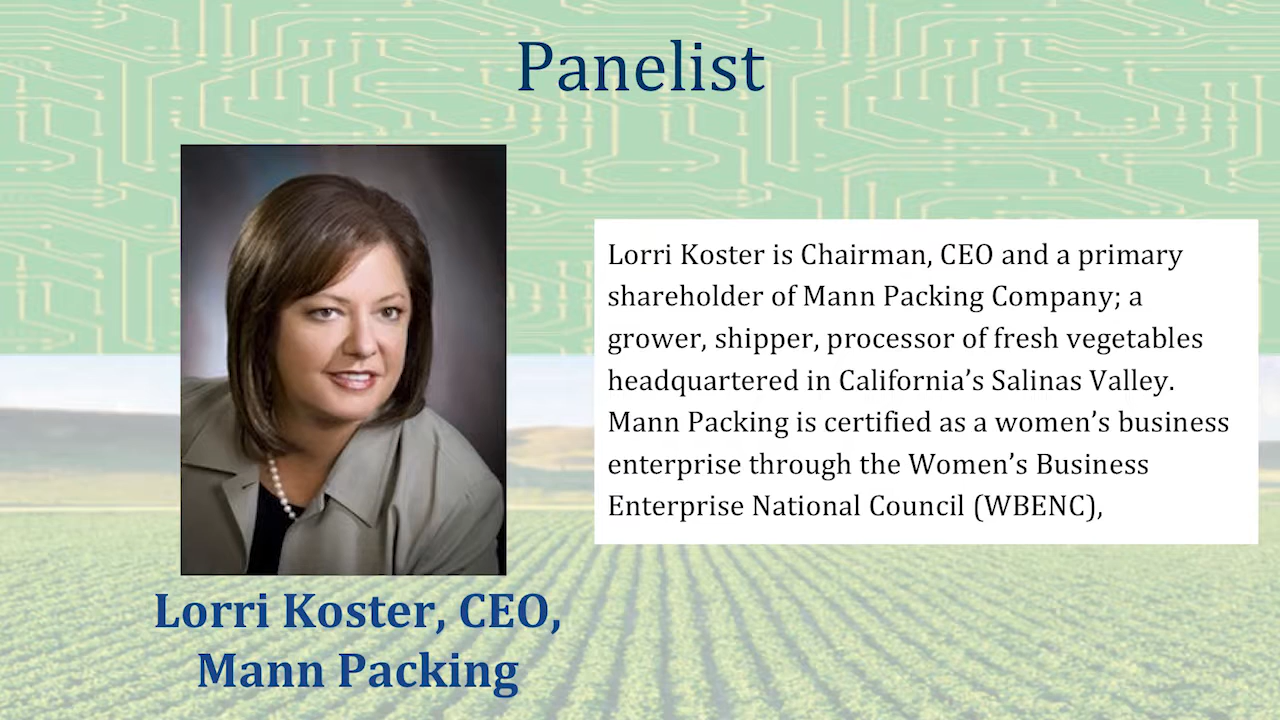 Panelist
Lorri Koster is Chairman, CEO and a primary
shareholder of Mann Packing Company; a
grower, shipper, processor of fresh vegetables
headquartered in California’s Salinas Valley.
Mann Packing is certified as a women’s business
enterprise through the Women’s Business
Enterprise National Council (WBENC),
Lorri Koster, CEO,
Mann Packing